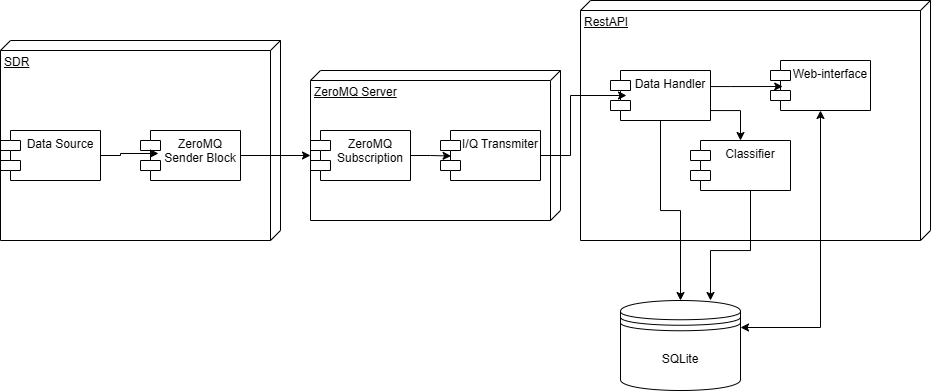 RestAPI
SDR
ZeroMQ Server
Data Source
ZeroMQ
Sender Block
ZeroMQ
Subscription
I/Q Transmiter
Data Handler
Web-interface
Classifier
SQLite